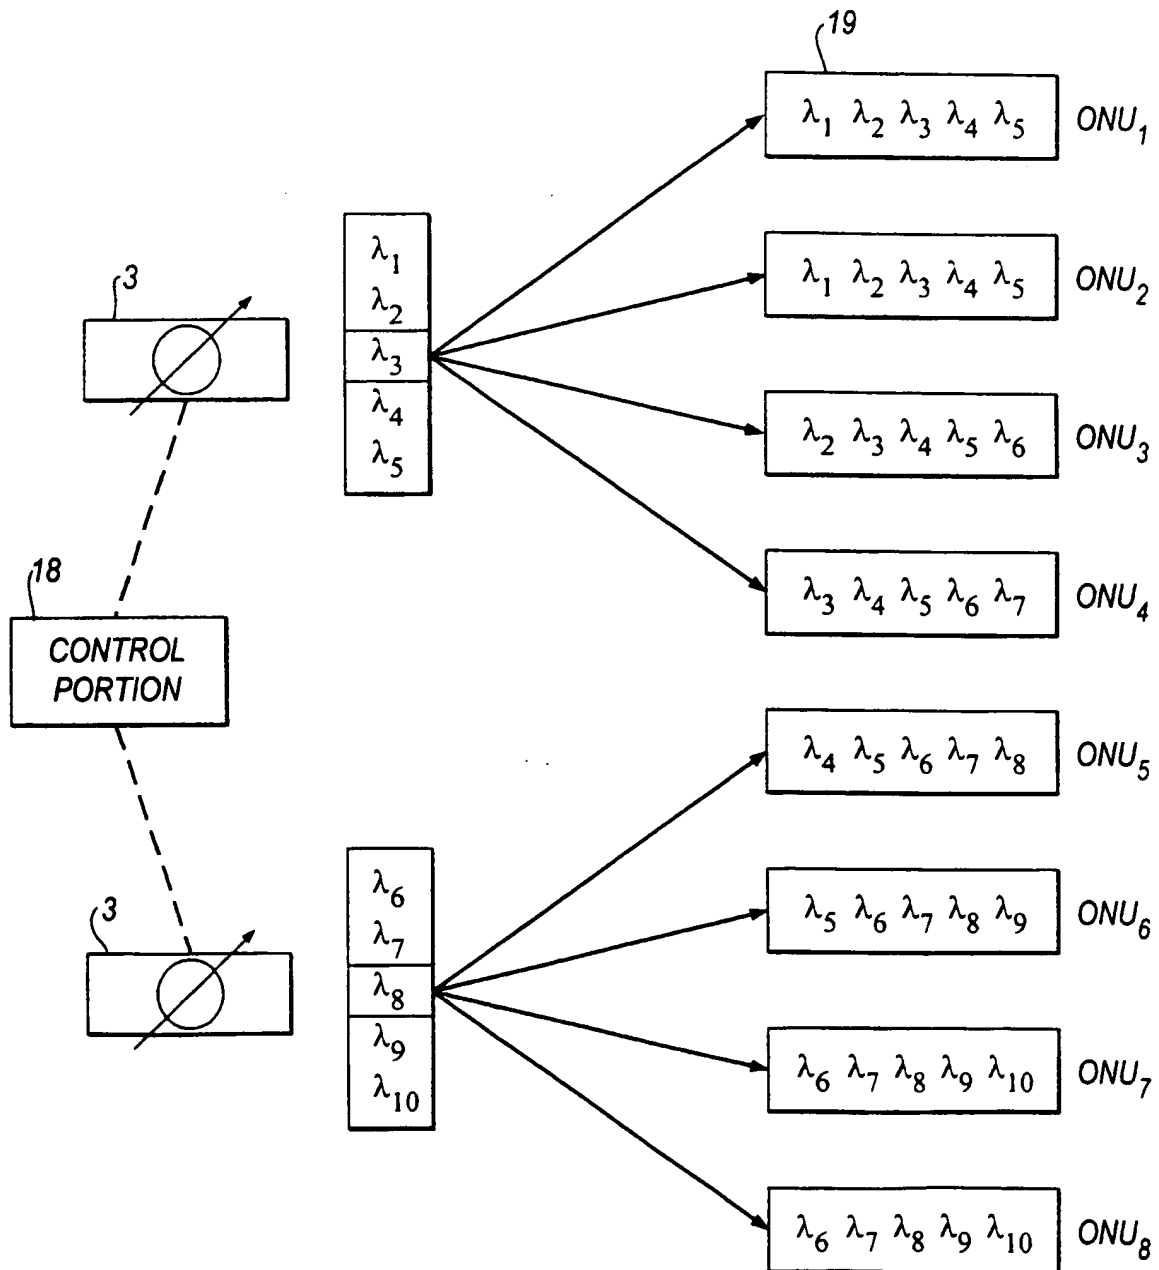 19
λ1 λ2 λ3 λ4 λ5 ONU1
λ1
λ2
λ3
λ4
λ5
3
λ1 λ2 λ3 λ4 λ5 ONU2
λ2 λ3 λ4 λ5 λ6 ONU3
λ3 λ4 λ5 λ6 λ7 ONU4
18
CONTROL
PORTION
λ4 λ5 λ6 λ7 λ8 ONU5
λ6
λ7
λ8
λ9
λ10
3
λ5 λ6 λ7 λ8 λ9 ONU6
λ6 λ7 λ8 λ9 λ10 ONU7
λ6 λ7 λ8 λ9 λ10 ONU8